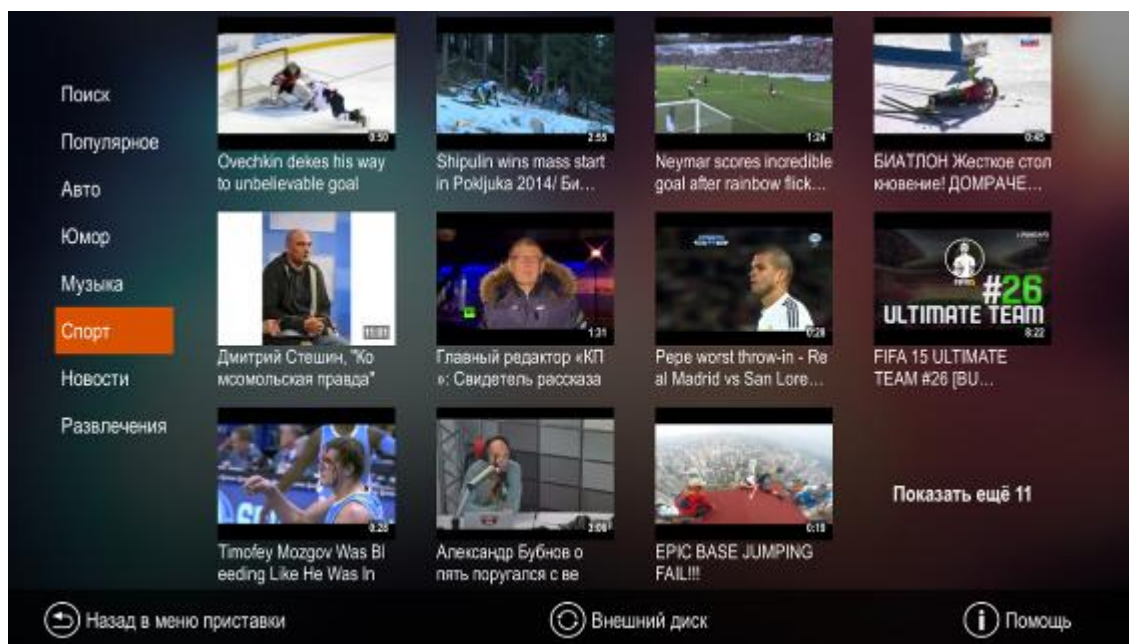 Поиск
Популярное
Авто
Юмор
Музыка
Спорт
Новости
Развлечения
0:50
2:55
1:24
0:45
Ovechkin dekes his way
to unbelievable goal
Shipulin wins mass start
in Pokljuka 2014/ Би...
Neymar scores incredible
goal after rainbow flick...
БИАТЛОН Жесткое стол
кновение! ДОМРАЧЕ...
11:01
1:31
0:28
#26
ULTIMATE TEAM
8:22
Дмитрий Стешин, "Ко
мсомольская правда"
Главный редактор «КП
»: Свидетель рассказа
Pepe worst throw-in - Re
al Madrid vs San Lore...
FIFA 15 ULTIMATE
TEAM #26 [BU...
0:28
3:06
0:18
Timofey Mozgov Was Bl
eeding Like He Was In
Александр Бубнов о
пять поругался с ве
EPIC BASE JUMPING
FAIL!!!
Показать ещё 11
Назад в меню приставки
Внешний диск
Помощь